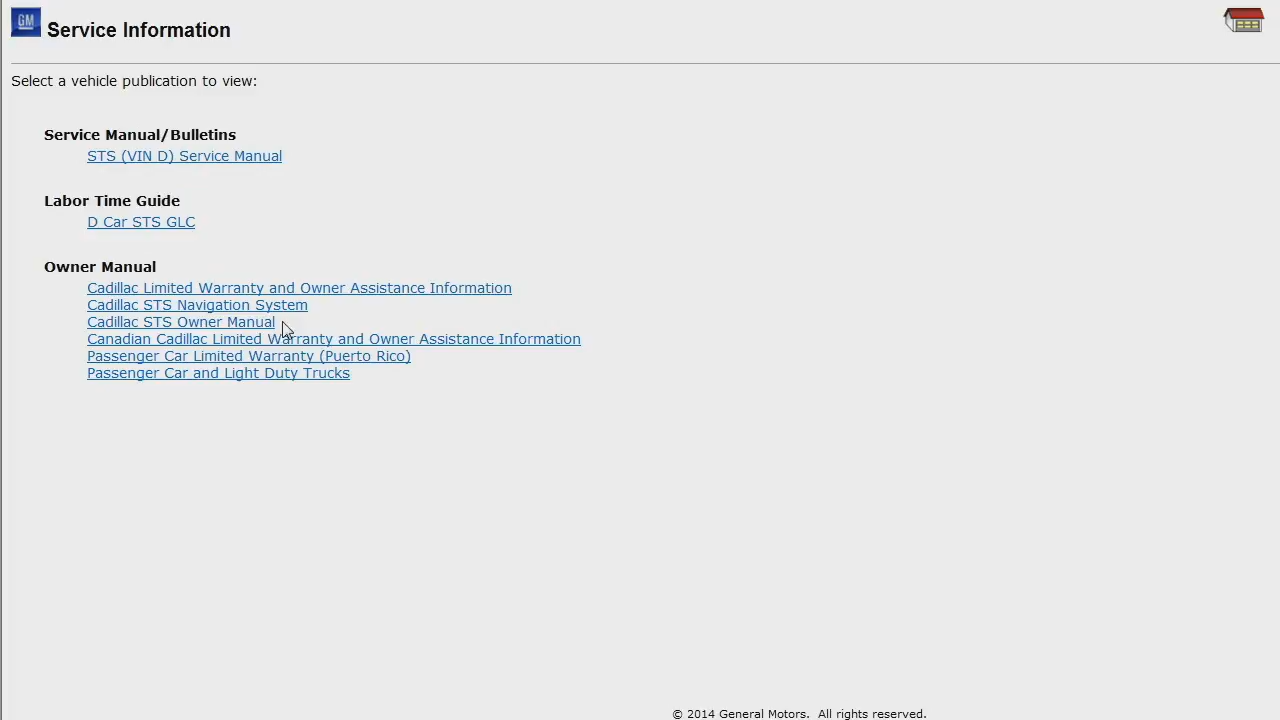 GM
Service Information
Select a vehicle publication to view:
Service Manual/Bulletins
STS (VIN D) Service Manual
Labor Time Guide
D Car STS GLC
Owner Manual
Cadillac Limited Warranty and Owner Assistance Information
Cadillac STS Navigation System
Cadillac STS Owner Manual
Canadian Cadillac Limited Warranty and Owner Assistance Information
Passenger Car Limited Warranty (Puerto Rico)
Passenger Car and Light Duty Trucks
© 2014 General Motors. All rights reserved.